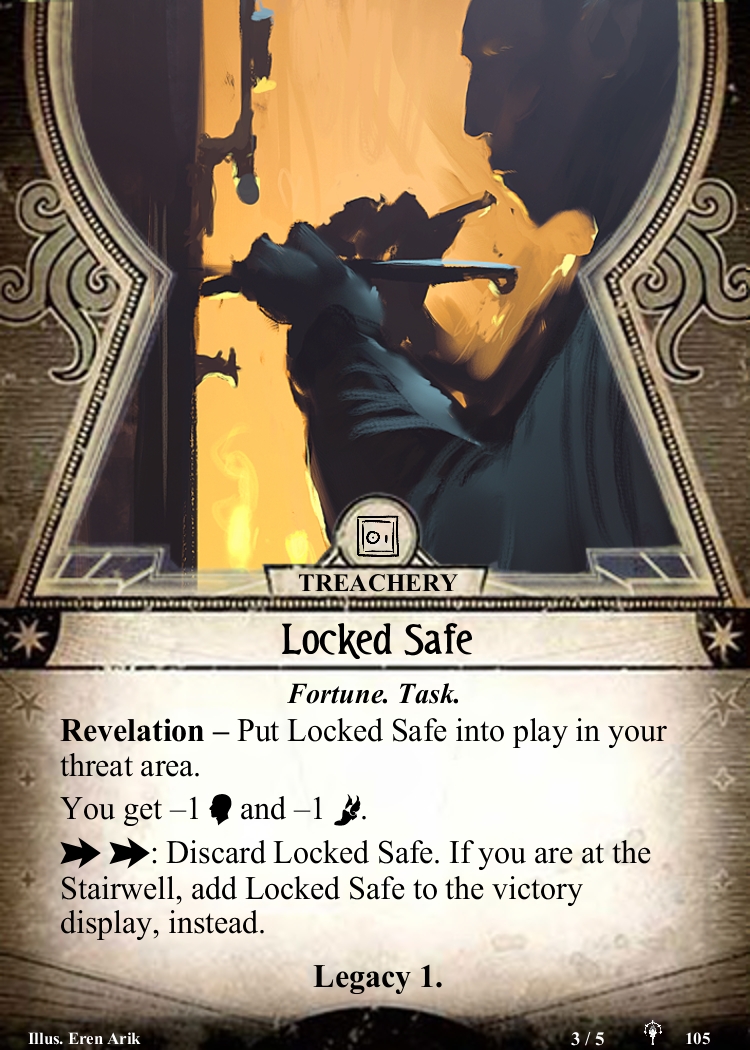 TREACHERY
Locked Safe
Fortune. Task.
Revelation – Put Locked Safe into play in your
threat area.
You get –1 and –1 .
: Discard Locked Safe. If you are at the
Stairwell, add Locked Safe to the victory
display, instead.
Legacy 1.
Illus. Eren Arik 3 / 5 105